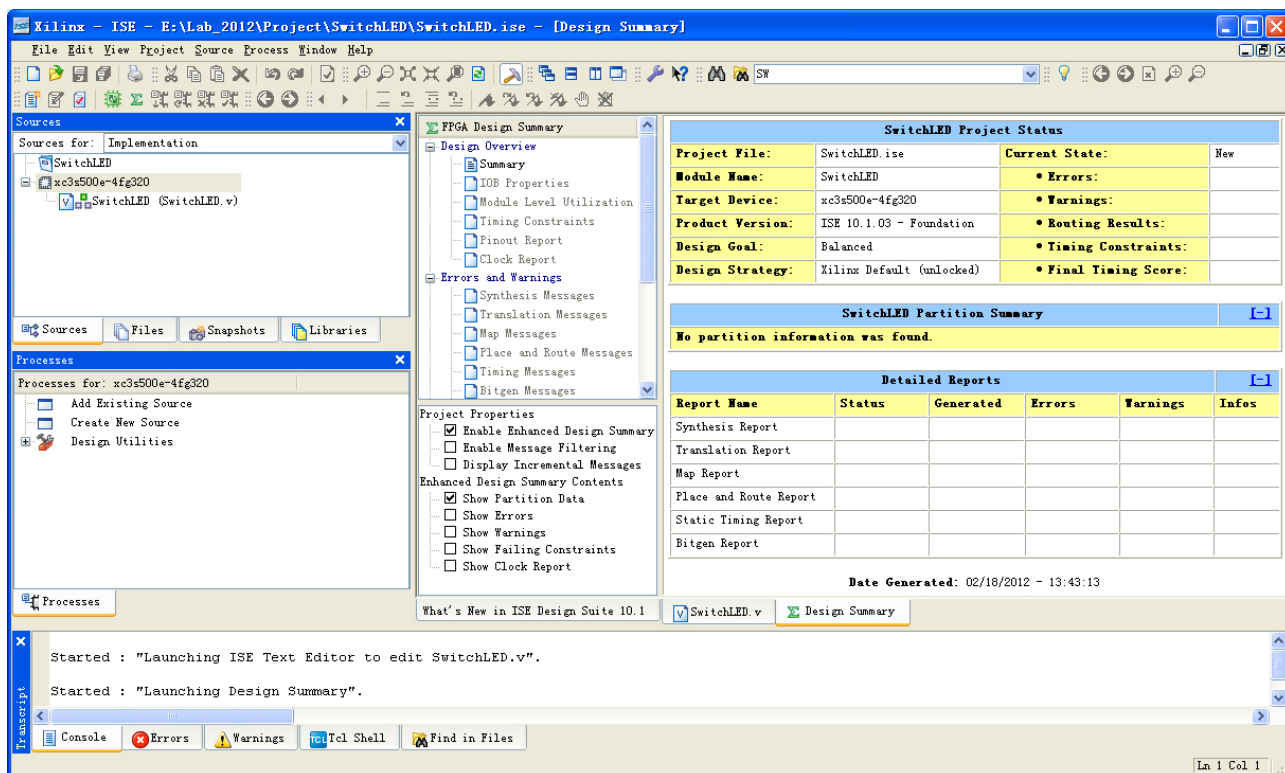 Xilinx - ISE - E:\Lab_2012\Project\SwitchLED\SwitchLED.ise - [Design Summary]
File Edit View Project Source Process Window Help
SW
Sources
Sources for: Implementation
SwitchLED
xc3s500e-4fg320
SwitchLED (SwitchLED.v)
Sources Files Snapshots Libraries
Processes
Processes for: xc3s500e-4fg320
Add Existing Source
Create New Source
Design Utilities
Processes
FPGA Design Summary
Design Overview
Summary
IOB Properties
Module Level Utilization
Timing Constraints
Pinout Report
Clock Report
Errors and Warnings
Synthesis Messages
Translation Messages
Map Messages
Place and Route Messages
Timing Messages
Bitgen Messages
Project Properties
Enable Enhanced Design Summary
Enable Message Filtering
Display Incremental Messages
Enhanced Design Summary Contents
Show Partition Data
Show Errors
Show Warnings
Show Failing Constraints
Show Clock Report
What's New in ISE Design Suite 10.1
SwitchLED Project Status
Project File: SwitchLED.ise Current State: New
Module Name: SwitchLED • Errors:
Target Device: xc3s500e-4fg320 • Warnings:
Product Version: ISE 10.1.03 - Foundation • Routing Results:
Design Goal: Balanced • Timing Constraints:
Design Strategy: Xilinx Default (unlocked) • Final Timing Score:
SwitchLED Partition Summary [-]
No partition information was found.
Detailed Reports [-]
Report Name Status Generated Errors Warnings Infos
Synthesis Report
Translation Report
Map Report
Place and Route Report
Static Timing Report
Bitgen Report
Date Generated: 02/18/2012 - 13:43:13
SwitchLED.v Design Summary
Started : "Launching ISE Text Editor to edit SwitchLED.v".
Started : "Launching Design Summary".
Transcript
Console Errors Warnings Tcl Shell Find in Files
Ln 1 Col 1